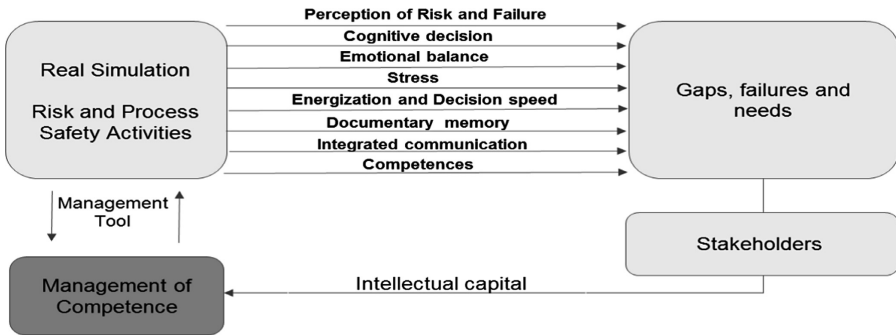 Real Simulation
Risk and Process
Safety Activities
Perception of Risk and Failure
Cognitive decision
Emotional balance
Stress
Energization and Decision speed
Documentary memory
Integrated communication
Competences
Gaps, failures and
needs
Management
Tool
Stakeholders
Management of
Competence
Intellectual capital